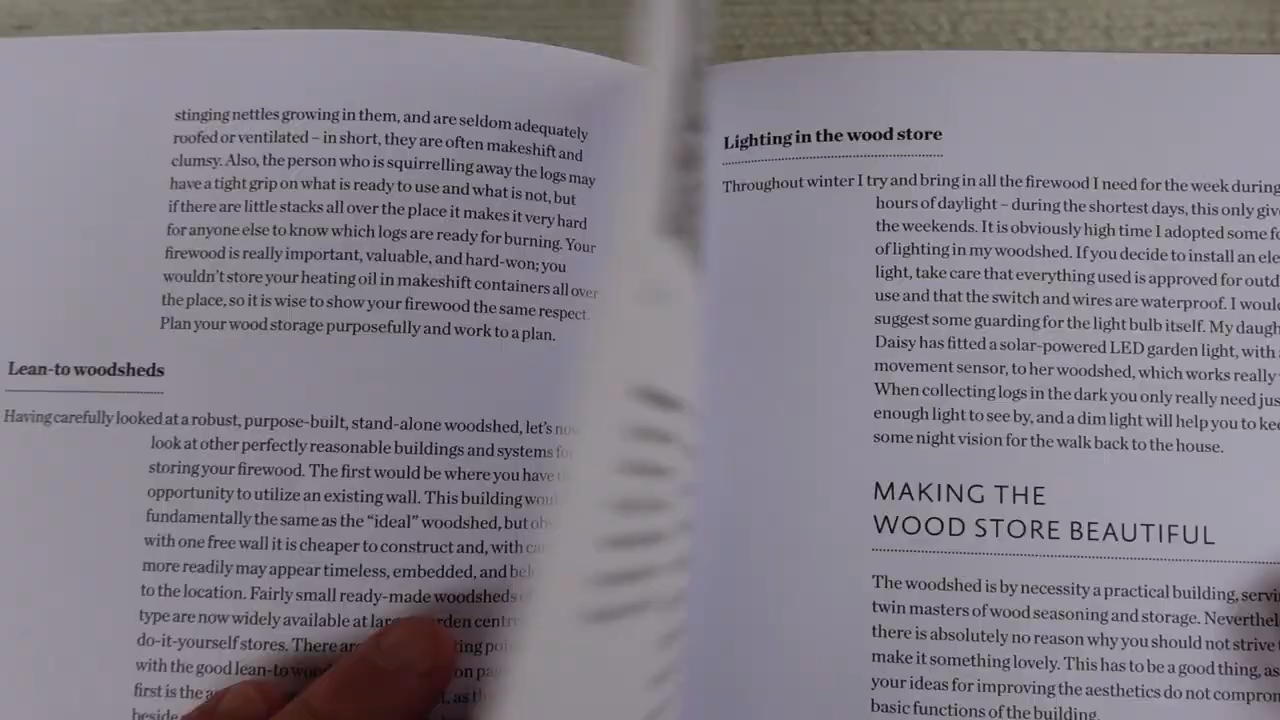 stinging nettles growing in them, and are seldom adequately
roofed or ventilated – in short, they are often makeshift and
clumsy. Also, the person who is squirrelling away the logs may
have a tight grip on what is ready to use and what is not, but
if there are little stacks all over the place it makes it very hard
for anyone else to know which logs are ready for burning. Your
firewood is really important, valuable, and hard-won; you
wouldn't store your heating oil in makeshift containers all over
the place, so it is wise to show your firewood the same respect.
Plan your wood storage purposefully and work to a plan.
Lean-to woodsheds
Having carefully looked at a robust, purpose-built, stand-alone woodshed, let's
look at other perfectly reasonable buildings and systems
storing your firewood. The first would be where you have
opportunity to utilize an existing wall. This building
fundamentally the same as the “ideal” woodshed, but
with one free wall it is cheaper to construct and, with
more readily may appear timeless, embedded, and
to the location. Fairly small ready-made woodsheds
type are now widely available at
do-it-yourself stores. There
with the good lean-to
first is the
beside
Lighting in the wood store
Throughout winter I try and bring in all the firewood I need for the week during
hours of daylight – during the shortest days, this only
the weekends. It is obviously high time I adopted some
of lighting in my woodshed. If you decide to install an
light, take care that everything used is approved for
use and that the switch and wires are waterproof. I
suggest some guarding for the light bulb itself. My
Daisy has fitted a solar-powered LED garden light, with
movement sensor, to her woodshed, which works really
When collecting logs in the dark you only really need
enough light to see by, and a dim light will help you to
some night vision for the walk back to the house.
MAKING THE
WOOD STORE BEAUTIFUL
The woodshed is by necessity a practical building,
twin masters of wood seasoning and storage.
there is absolutely no reason why you should not strive
make it something lovely. This has to be a good thing, as
your ideas for improving the aesthetics do not
basic functions of the building.